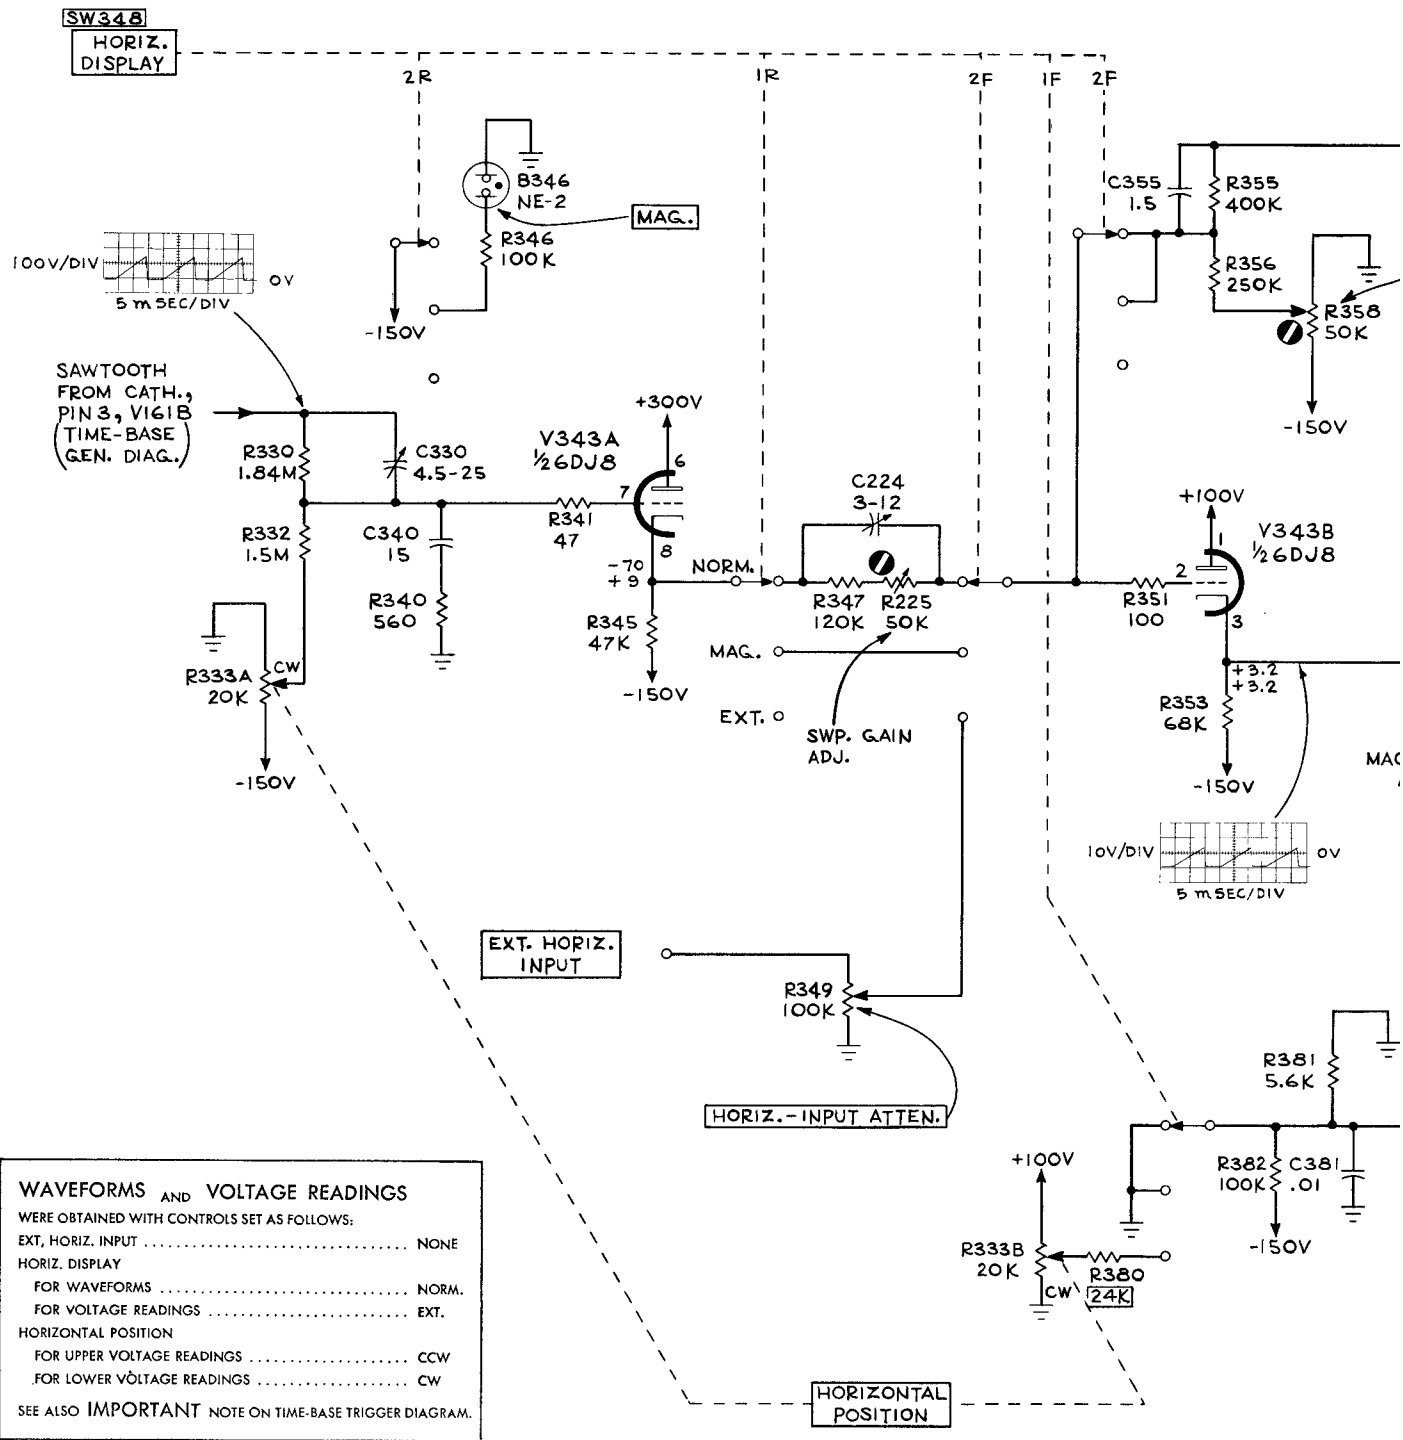 SW348
HORIZ.
DISPLAY
2R
1R
2F
1F
2F
B346
NE-2
MAG.
R346
100K
C355
1.5
R355
400K
100V/DIV
0V
5 mSEC/DIV
-150V
R356
250K
R358
50K
-150V
SAWTOOTH
FROM CATH.,
PIN 3, V161B
(TIME-BASE
GEN. DIAG.)
R330
1.84M
C330
4.5-25
+300V
V343A
½6DJ8
6
7
8
R341
47
R332
1.5M
C340
15
R340
560
-70
+9
NORM.
R345
47K
-150V
C224
3-12
R347
120K
R225
50K
MAG.
EXT.
SWP. GAIN
ADJ.
+100V
V343B
½6DJ8
1
2
3
R351
100
+3.2
+3.2
R353
68K
-150V
MAG
R333A
20K
CW
-150V
10V/DIV
0V
5 mSEC/DIV
EXT. HORIZ.
INPUT
R349
100K
HORIZ.-INPUT ATTEN.
R381
5.6K
R382
100K
C381
.01
-150V
+100V
R333B
20K
CW
R380
24K
HORIZONTAL
POSITION
WAVEFORMS AND VOLTAGE READINGS
WERE OBTAINED WITH CONTROLS SET AS FOLLOWS:
EXT, HORIZ. INPUT ................................ NONE
HORIZ. DISPLAY
FOR WAVEFORMS .............................. NORM.
FOR VOLTAGE READINGS ......................... EXT.
HORIZONTAL POSITION
FOR UPPER VOLTAGE READINGS .................... CCW
FOR LOWER VOLTAGE READINGS .................. CW
SEE ALSO IMPORTANT NOTE ON TIME-BASE TRIGGER DIAGRAM.